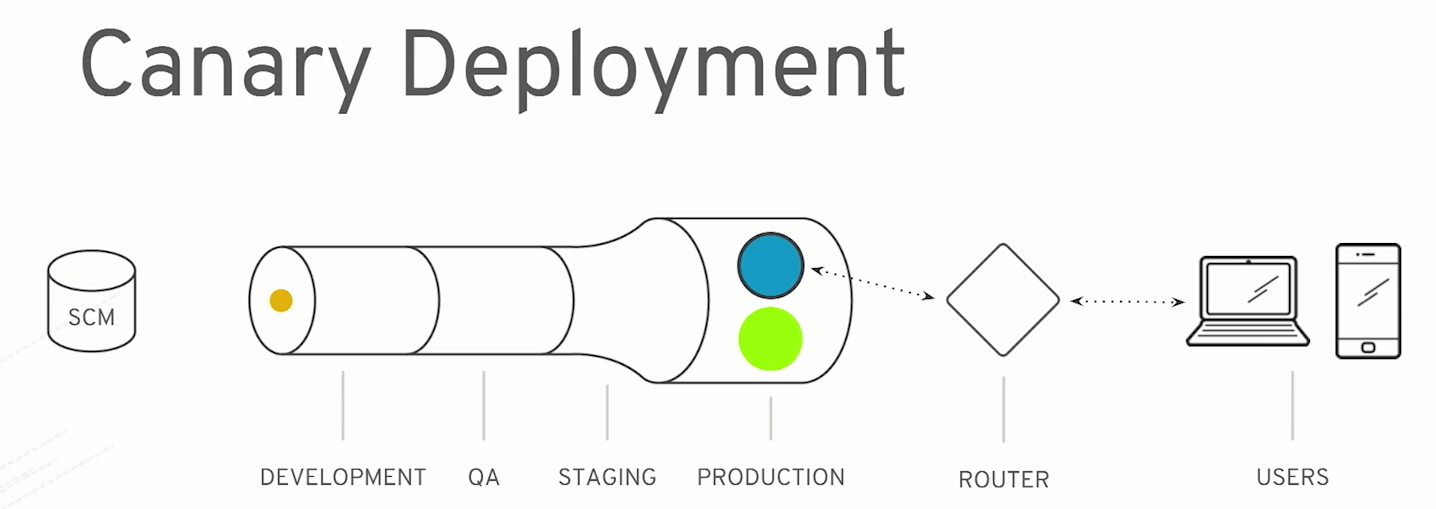 Canary Deployment
SCM
DEVELOPMENT QA STAGING PRODUCTION ROUTER USERS